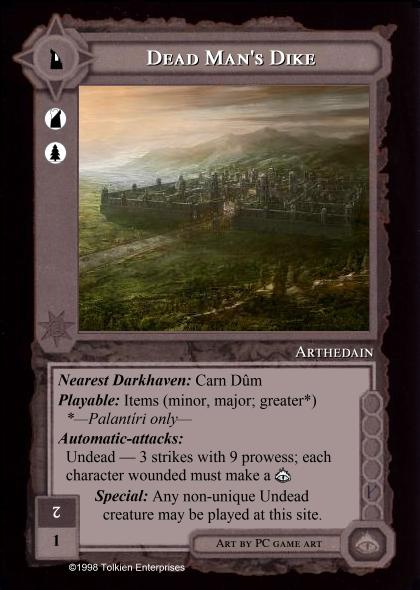 DEAD MAN'S DIKE
ARTHEDAIN
Nearest Darkhaven: Carn Dûm
Playable: Items (minor, major; greater*)
*—Palantíri only—
Automatic-attacks:
Undead — 3 strikes with 9 prowess; each
character wounded must make a
Special: Any non-unique Undead
creature may be played at this site.
2
1
ART BY PC GAME ART
©1998 Tolkien Enterprises